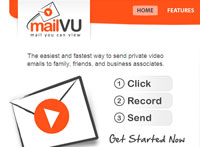 mailVU
mail you can view
HOME FEATURES
The easiest and fastest way to send private video
emails to family, friends, and business associates.
1 Click
2 Record
3 Send
Get Started Now